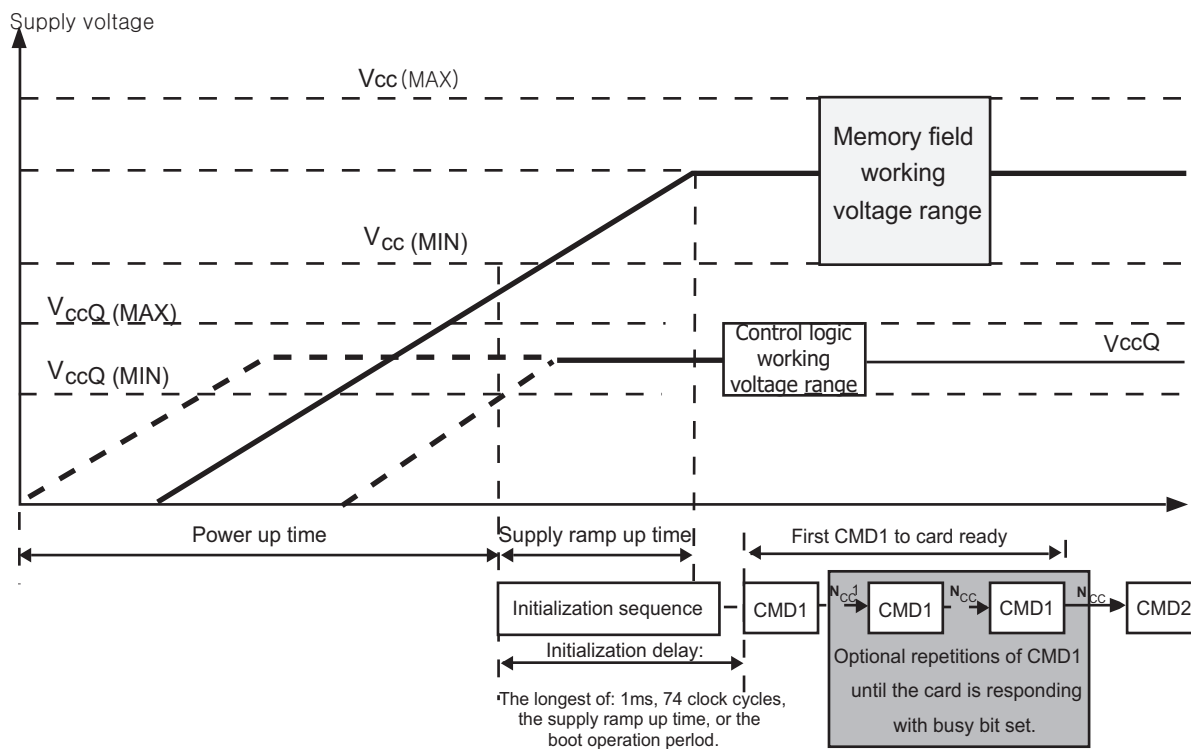 Supply voltage
Vcc (MAX)
Memory field
working
voltage range
Vcc (MIN)
VccQ (MAX)
Control logic
working
voltage range
VccQ
VccQ (MIN)
Power up time
Supply ramp up time
First CMD1 to card ready
Initialization sequence
CMD1
NCC1
CMD1
NCC
CMD1
NCC
CMD2
Initialization delay:
Optional repetitions of CMD1
until the card is responding
with busy bit set.
The longest of: 1ms, 74 clock cycles,
the supply ramp up time, or the
boot operation perlod.